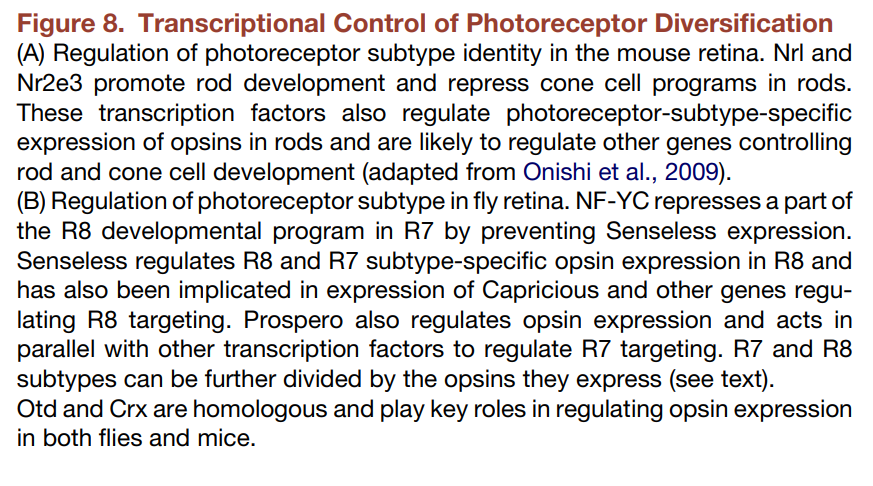 Figure 8. Transcriptional Control of Photoreceptor Diversification
(A) Regulation of photoreceptor subtype identity in the mouse retina. Nrl and
Nr2e3 promote rod development and repress cone cell programs in rods.
These transcription factors also regulate photoreceptor-subtype-specific
expression of opsins in rods and are likely to regulate other genes controlling
rod and cone cell development (adapted from Onishi et al., 2009).
(B) Regulation of photoreceptor subtype in fly retina. NF-YC represses a part of
the R8 developmental program in R7 by preventing Senseless expression.
Senseless regulates R8 and R7 subtype-specific opsin expression in R8 and
has also been implicated in expression of Capricious and other genes regu-
lating R8 targeting. Prospero also regulates opsin expression and acts in
parallel with other transcription factors to regulate R7 targeting. R7 and R8
subtypes can be further divided by the opsins they express (see text).
Otd and Crx are homologous and play key roles in regulating opsin expression
in both flies and mice.